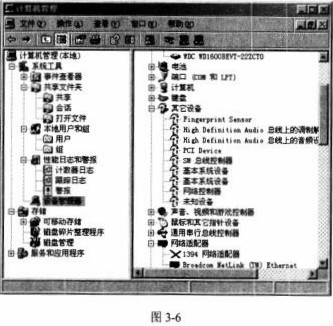 计算机管理
文件(F) 操作(A) 查看(V) 窗口(W) 帮助(H)
计算机管理(本地)
系统工具
事件查看器
共享文件夹
共享
会话
打开文件
本地用户和组
用户
组
性能日志和警报
计数器日志
跟踪日志
警报
设备管理器
存储
可移动存储
磁盘碎片整理程序
磁盘管理
服务和应用程序
WDC WD1600BEVT-22ZCT0
电池
端口 (COM 和 LPT)
计算机
键盘
其它设备
Fingerprint Sensor
High Definition Audio 总线上的调制解
High Definition Audio 总线上的音频设
PCI Device
SM 总线控制器
基本系统设备
基本系统设备
网络控制器
未知设备
声音、视频和游戏控制器
鼠标和其它指针设备
通用串行总线控制器
网络适配器
1394 网络适配器
Broadcom NetLink (TM) Ethernet
图 3-6